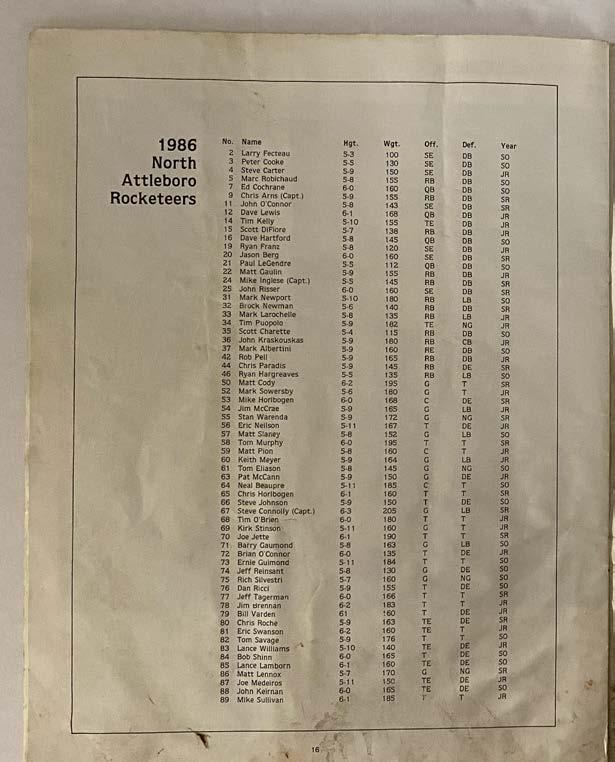 1986
North
Attleboro
Rocketeers
No. Name Hgt. Wgt. Off. Def. Year
2 Larry Fecteau 5-3 100 SE DB SO
3 Peter Cooke 5-5 130 SE DB SO
4 Steve Carter 5-9 150 SE DB JR
5 Marc Robichaud 5-8 155 RB DB SO
7 Ed Cochrane 6-0 160 QB DB SO
9 Chris Arns (Capt.) 5-9 155 RB DB SR
11 John O'Connor 5-8 143 SE DB SR
12 Dave Lewis 6-1 168 QB DB JR
14 Tim Kelly 5-10 155 TE DB JR
15 Scott DiFiore 5-7 138 RB DB JR
16 Dave Hartford 5-8 145 QB DB SO
19 Ryan Franz 5-8 120 SE DB JR
20 Jason Berg 6-0 160 SE DB SR
21 Paul LeGendre 5-5 112 QB DB SO
22 Matt Gaulin 5-9 155 RB DB JR
24 Mike Inglese (Capt.) 5-5 145 RB DB SR
25 John Risser 6-0 160 SE DB SR
31 Mark Newport 5-10 180 RB LB SO
32 Brock Newman 5-6 140 RB DB SR
33 Mark Larochelle 5-8 135 RB LB JR
34 Tim Puopolo 5-9 182 TE NG JR
35 Scott Charette 5-4 115 RB DB SO
36 John Kraskouskas 5-9 180 RB CB JR
37 Mark Albertini 5-9 160 RE DB SR
42 Rob Pell 5-9 165 RB DB JR
44 Chris Paradis 5-9 145 RB DE SR
46 Ryan Hargreaves 5-5 135 RB LB SO
50 Matt Cody 6-2 195 G T SR
52 Mark Sowersby 5-6 180 G T JR
53 Mike Horlbogen 6-0 168 C DE SR
54 Jim McCrae 5-9 165 G LB JR
55 Stan Warenda 5-9 172 G NG SR
56 Eric Neilson 5-11 167 T DE JR
57 Matt Slaney 5-8 152 G LB SO
58 Tom Murphy 6-0 195 T T SR
59 Matt Pion 5-8 160 C T JR
60 Keith Meyer 5-9 164 G LB JR
61 Tom Eliason 5-8 145 G NG SO
63 Pat McCann 5-9 150 G DE JR
64 Neal Beaupre 5-11 185 C T SO
65 Chris Horlbogen 6-1 160 T T SR
66 Steve Johnson 5-9 150 T DE SO
67 Steve Connolly (Capt.) 6-3 205 G LB SR
68 Tim O'Brien 6-0 180 T T JR
69 Kirk Stinson 5-11 160 G T JR
70 Joe Jette 6-1 190 T T SR
71 Barry Gaumond 5-8 163 G LB SO
72 Brian O'Connor 6-0 135 T DE JR
73 Ernie Guimond 5-11 184 T T SO
74 Jeff Reinsant 5-8 130 G DE SO
75 Rich Silvestri 5-7 160 G NG SO
76 Dan Ricci 5-9 155 T DE SO
77 Jeff Tagerman 6-0 166 T T SR
78 Jim Brennan 6-2 183 T T JR
79 Bill Varden 61 160 T DE JR
80 Chris Roche 5-9 163 TE DE SR
81 Eric Swanson 6-2 160 TE T JR
82 Tom Savage 5-9 176 T T SO
83 Lance Williams 5-10 140 TE DE JR
84 Bob Shinn 6-0 165 T DE SO
85 Lance Lamborn 6-1 160 TE DE SO
86 Matt Lennox 5-7 170 G NG SR
87 Joe Medeiros 5-11 150 TE DE JR
88 John Keirnan 6-0 165 TE DE SO
89 Mike Sullivan 6-1 185 T T JR
16